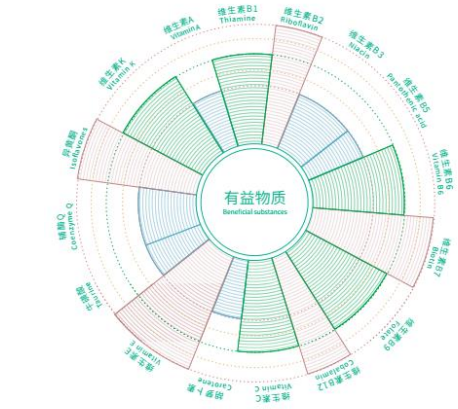 维生素B1
Thiamine
维生素B2
Riboflavin
维生素B3
Niacin
维生素B5
Pantothenic acid
维生素B6
Vitamin B6
维生素B7
Biotin
维生素B9
Folate
维生素B12
Cobalamin
维生素C
Vitamin C
胡萝卜素
Carotene
维生素E
Vitamin E
牛磺酸
Taurine
辅酶Q
Coenzyme Q
异黄酮
Isoflavones
维生素K
Vitamin K
维生素A
Vitamin A
有益物质
Beneficial substances